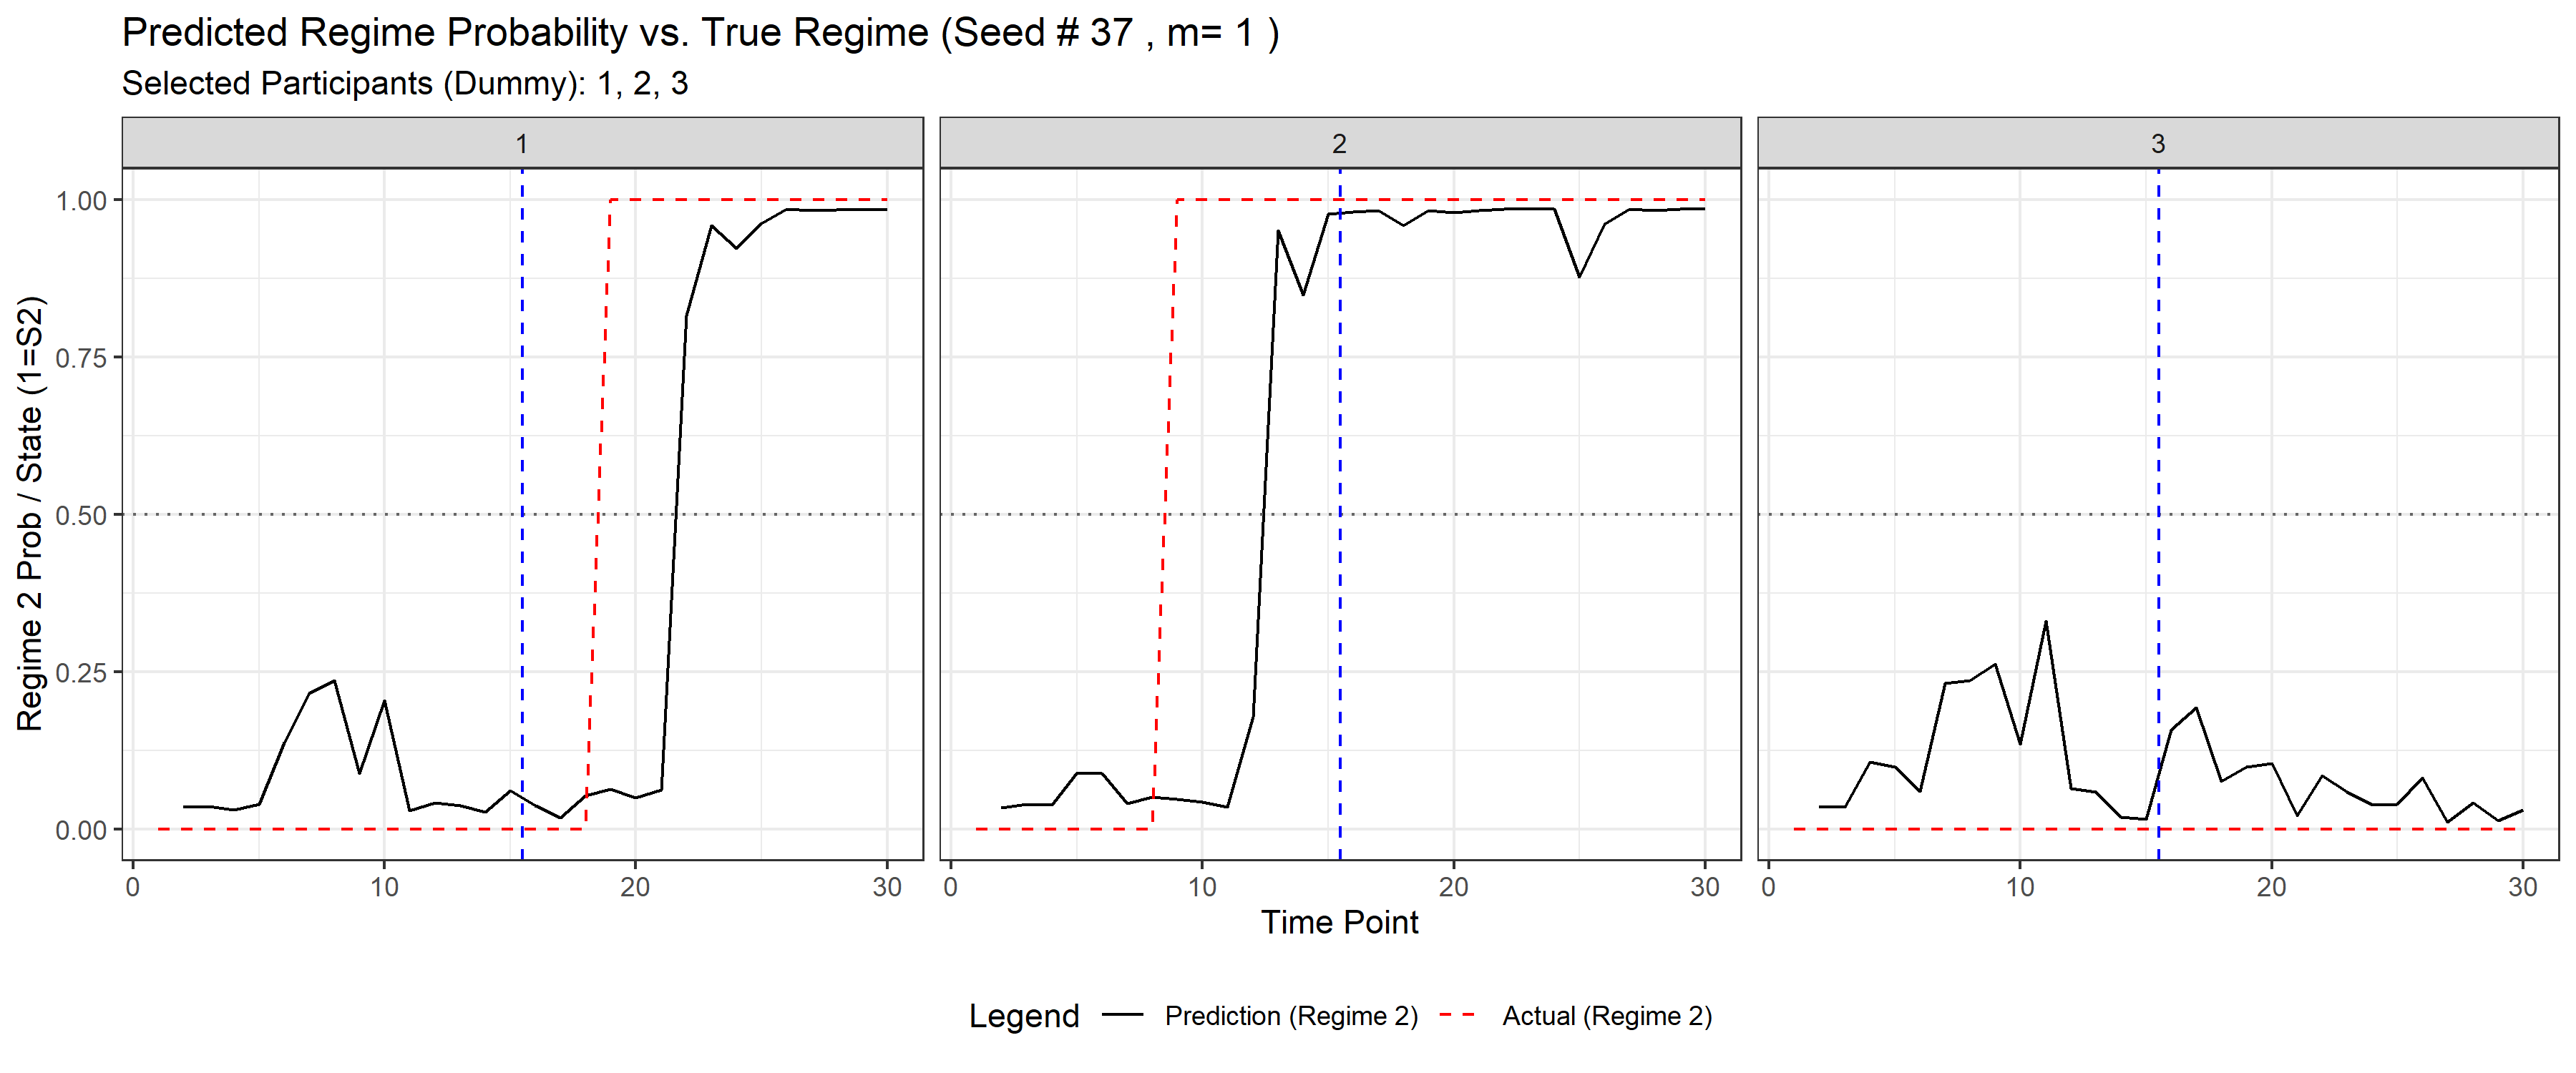 Predicted Regime Probability vs. True Regime (Seed # 37 , m= 1 )
Selected Participants (Dummy): 1, 2, 3
1 2 3
Regime 2 Prob / State (1=S2)
1.00
0.75
0.50
0.25
0.00
0 10 20 30 0 10 20 30 0 10 20 30
Time Point
Legend Prediction (Regime 2) Actual (Regime 2)